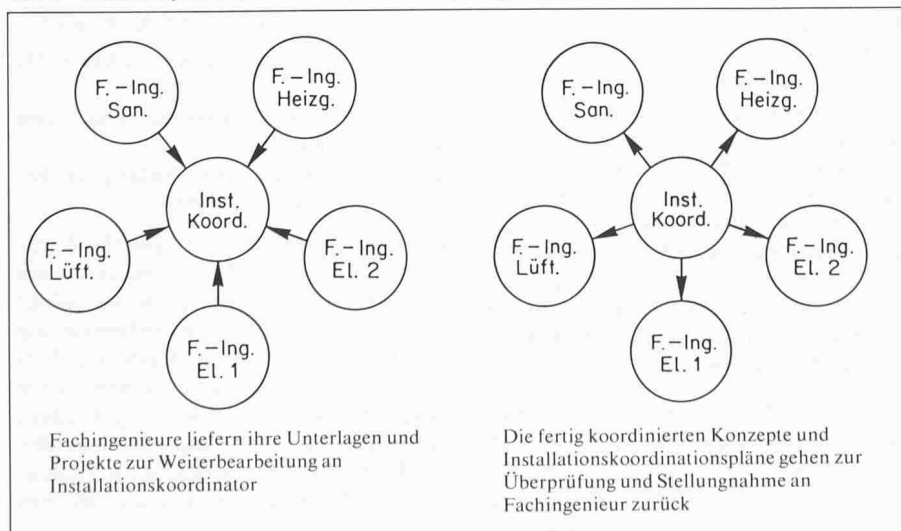 F. – Ing.
San.
F. – Ing.
Heizg.
Inst.
Koord.
F. – Ing.
Lüft.
F. – Ing.
El. 2
F. – Ing.
El. 1
Fachingenieure liefern ihre Unterlagen und
Projekte zur Weiterbearbeitung an
Installationskoordinator
F. – Ing.
San.
F. – Ing.
Heizg.
Inst.
Koord.
F. – Ing.
Lüft.
F. – Ing.
El. 2
F. – Ing.
El. 1
Die fertig koordinierten Konzepte und
Installationskoordinationspläne gehen zur
Überprüfung und Stellungnahme an
Fachingenieur zurück